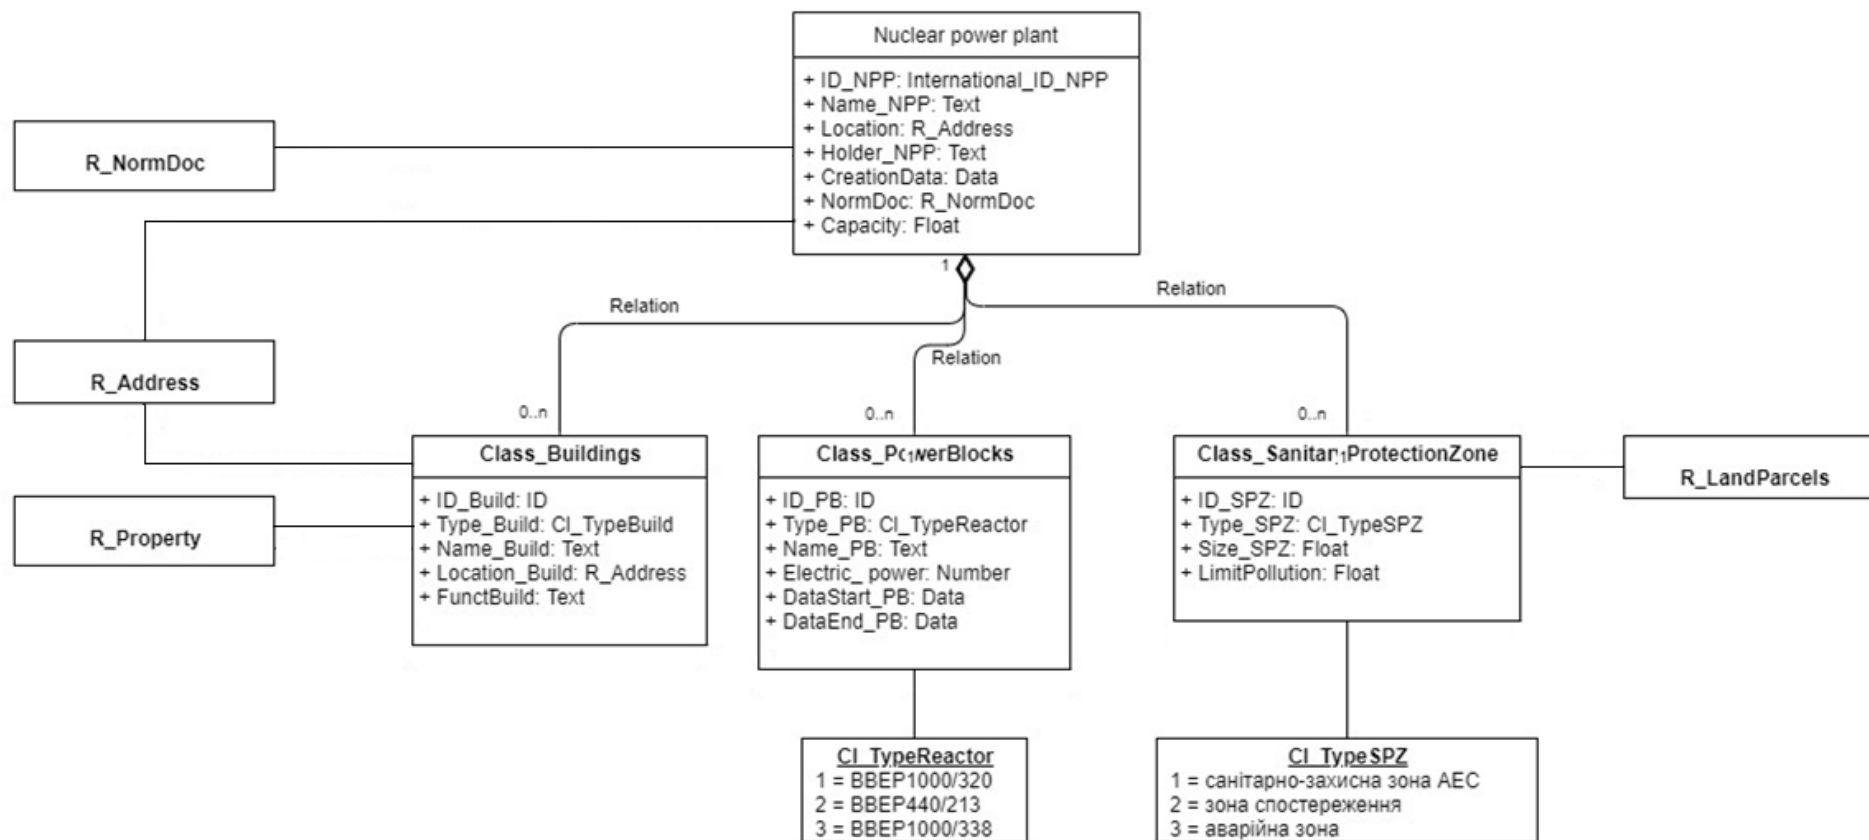 Nuclear power plant
+ ID_NPP: International_ID_NPP
+ Name_NPP: Text
+ Location: R_Address
+ Holder_NPP: Text
+ CreationData: Data
+ NormDoc: R_NormDoc
+ Capacity: Float
R_NormDoc
1
Relation
Relation
Relation
R_Address
0..n
0..n
0..n
Class_Buildings
+ ID_Build: ID
+ Type_Build: Cl_TypeBuild
+ Name_Build: Text
+ Location_Build: R_Address
+ FunctBuild: Text
Class_PowerBlocks
1
+ ID_PB: ID
+ Type_PB: Cl_TypeReactor
+ Name_PB: Text
+ Electric_ power: Number
+ DataStart_PB: Data
+ DataEnd_PB: Data
Class_SanitaryProtectionZone
1
+ ID_SPZ: ID
+ Type_SPZ: Cl_TypeSPZ
+ Size_SPZ: Float
+ LimitPollution: Float
R_LandParcels
R_Property
Cl_TypeReactor
1 = ВВЕР1000/320
2 = ВВЕР440/213
3 = ВВЕР1000/338
Cl_TypeSPZ
1 = санітарно-захисна зона АЕС
2 = зона спостереження
3 = аварійна зона